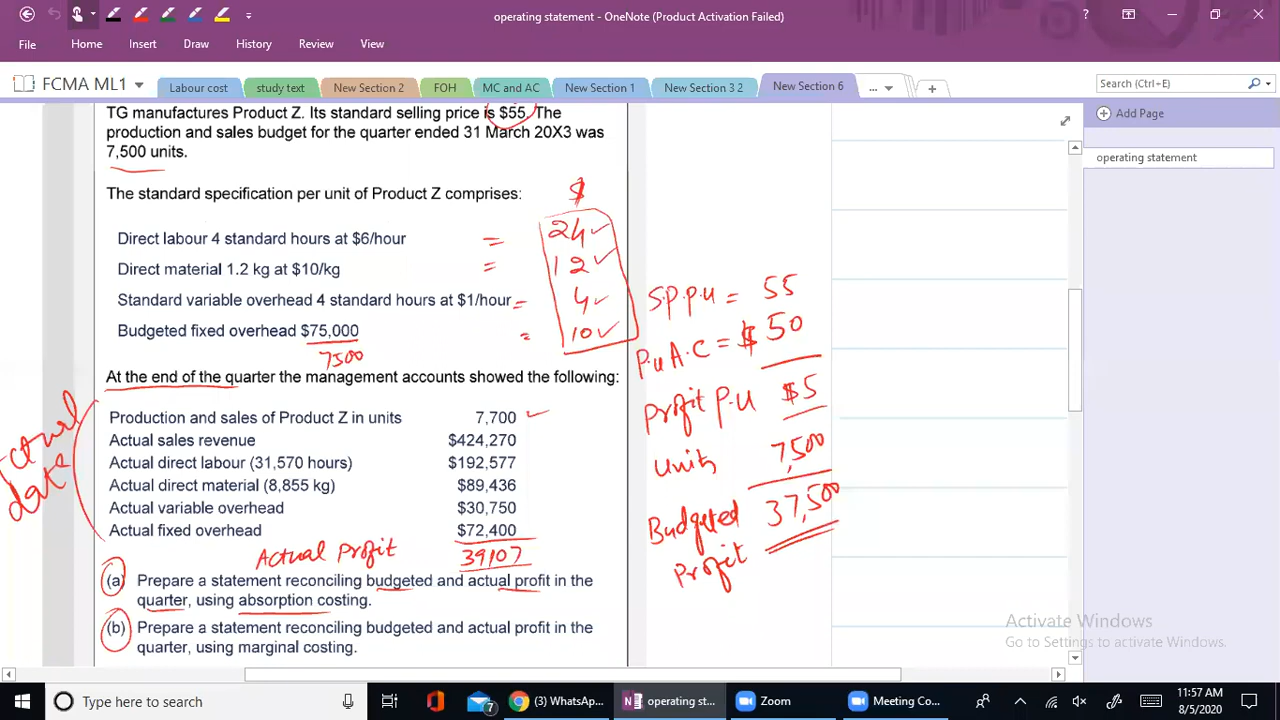 operating statement - OneNote (Product Activation Failed)
File Home Insert Draw History Review View
FCMA ML1 Labour cost study text New Section 2 FOH MC and AC New Section 1 New Section 3 2 New Section 6 ... Search (Ctrl+E)
Add Page
operating statement
TG manufactures Product Z. Its standard selling price is $55. The
production and sales budget for the quarter ended 31 March 20X3 was
7,500 units.
The standard specification per unit of Product Z comprises:
$
Direct labour 4 standard hours at $6/hour = 24
Direct material 1.2 kg at $10/kg = 12
Standard variable overhead 4 standard hours at $1/hour = 4
Budgeted fixed overhead $75,000 = 10
7500
S.P.P.U = 55
P.U A.C = $50
Profit P.U $5
Units 7,500
Budgeted Profit 37,500
At the end of the quarter the management accounts showed the following:
Actual data
Production and sales of Product Z in units 7,700
Actual sales revenue $424,270
Actual direct labour (31,570 hours) $192,577
Actual direct material (8,855 kg) $89,436
Actual variable overhead $30,750
Actual fixed overhead $72,400
Actual Profit 39107
(a) Prepare a statement reconciling budgeted and actual profit in the
quarter, using absorption costing.
(b) Prepare a statement reconciling budgeted and actual profit in the
quarter, using marginal costing.
Activate Windows
Go to Settings to activate Windows.
Type here to search
7
(3) WhatsApp...
operating stat...
Zoom
Meeting Co...
11:57 AM
8/5/2020